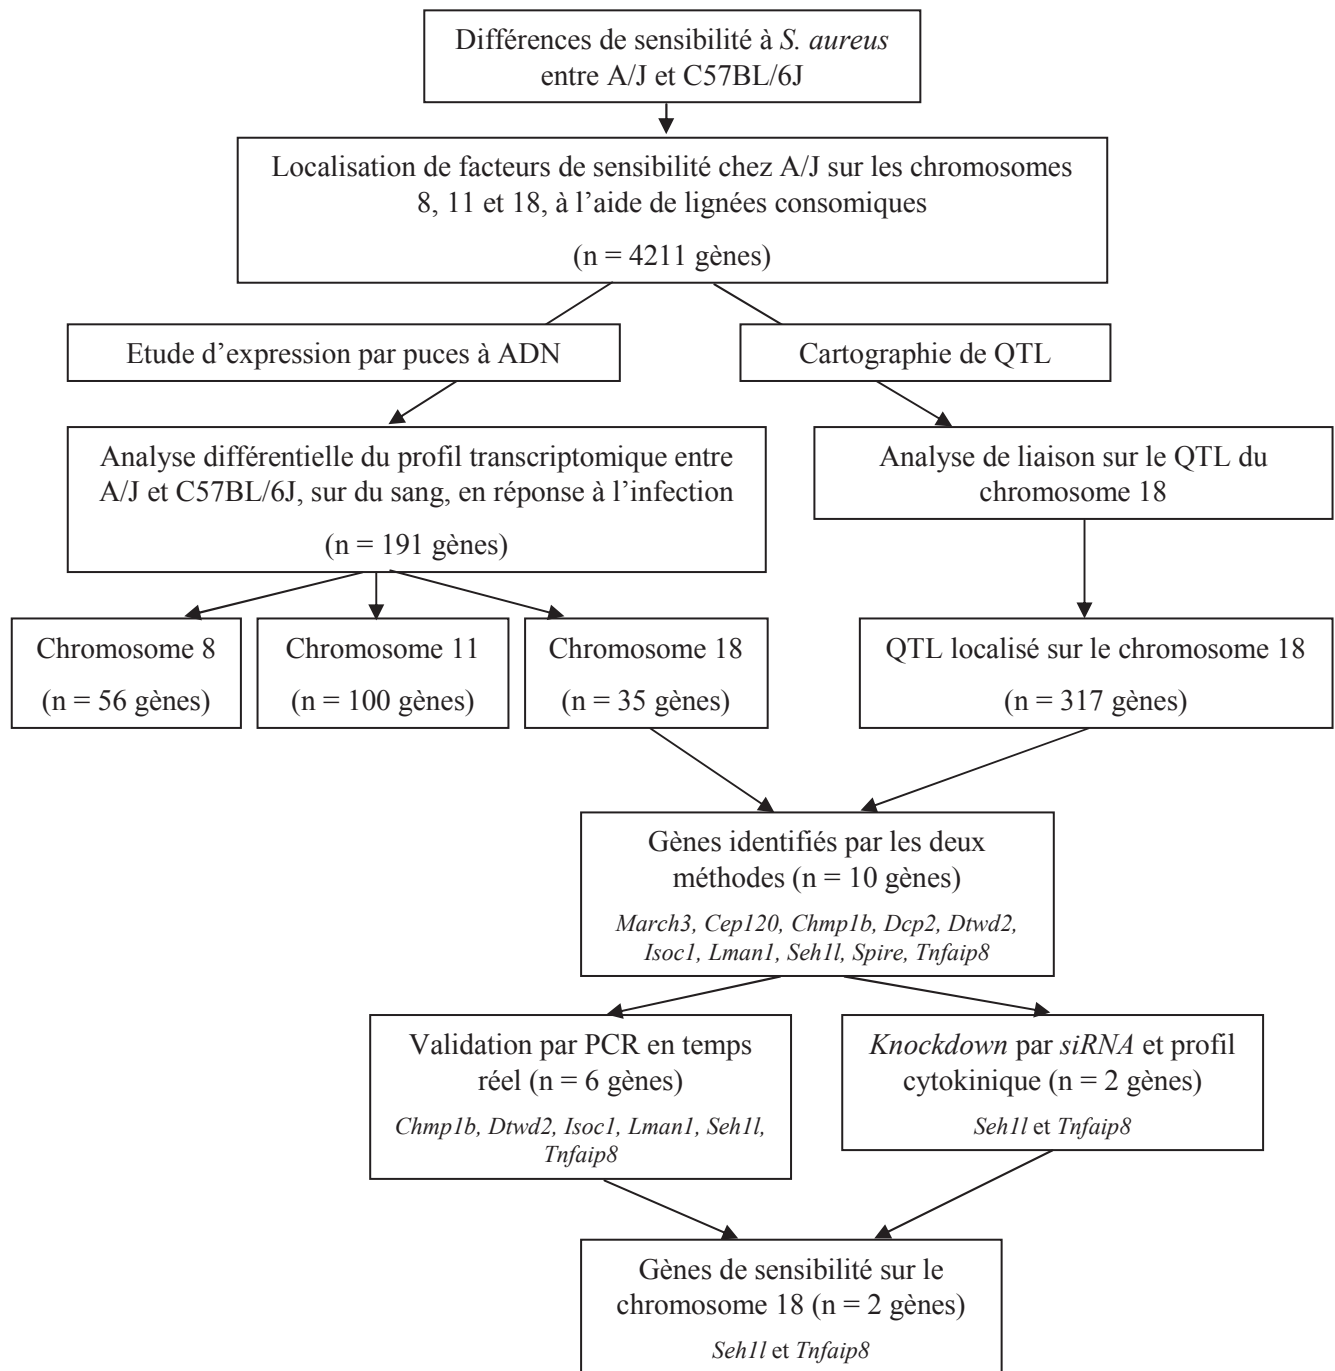 Différences de sensibilité à S. aureus
entre A/J et C57BL/6J
Localisation de facteurs de sensibilité chez A/J sur les chromosomes
8, 11 et 18, à l'aide de lignées consomiques
(n = 4211 gènes)
Etude d'expression par puces à ADN
Cartographie de QTL
Analyse différentielle du profil transcriptomique entre
A/J et C57BL/6J, sur du sang, en réponse à l'infection
(n = 191 gènes)
Analyse de liaison sur le QTL du
chromosome 18
Chromosome 8
(n = 56 gènes)
Chromosome 11
(n = 100 gènes)
Chromosome 18
(n = 35 gènes)
QTL localisé sur le chromosome 18
(n = 317 gènes)
Gènes identifiés par les deux
méthodes (n = 10 gènes)
March3, Cep120, Chmp1b, Dcp2, Dtwd2,
Isoc1, Lman1, Seh1l, Spire, Tnfaip8
Validation par PCR en temps
réel (n = 6 gènes)
Chmp1b, Dtwd2, Isoc1, Lman1, Seh1l,
Tnfaip8
Knockdown par siRNA et profil
cytokinique (n = 2 gènes)
Seh1l et Tnfaip8
Gènes de sensibilité sur le
chromosome 18 (n = 2 gènes)
Seh1l et Tnfaip8